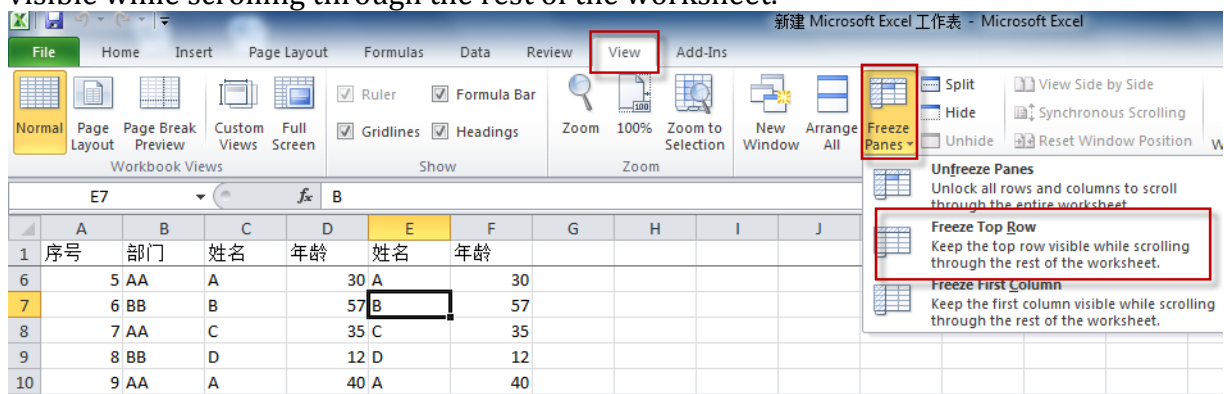 visible while scrolling through the rest of the worksheet.
新建 Microsoft Excel 工作表 - Microsoft Excel
File Home Insert Page Layout Formulas Data Review View Add-Ins
Normal Page Layout Page Break Preview Custom Views Full Screen
Workbook Views
Ruler Formula Bar
Gridlines Headings
Show
Zoom 100% Zoom to Selection
Zoom
New Window Arrange All Freeze Panes
Split View Side by Side
Hide Synchronous Scrolling
Unhide Reset Window Position W
Unfreeze Panes
Unlock all rows and columns to scroll
through the entire worksheet.
Freeze Top Row
Keep the top row visible while scrolling
through the rest of the worksheet.
Freeze First Column
Keep the first column visible while scrolling
through the rest of the worksheet.
E7 fx B
A B C D E F G H I J
1 序号 部门 姓名 年龄 姓名 年龄
6 5 AA A 30 A 30
7 6 BB B 57 B 57
8 7 AA C 35 C 35
9 8 BB D 12 D 12
10 9 AA A 40 A 40